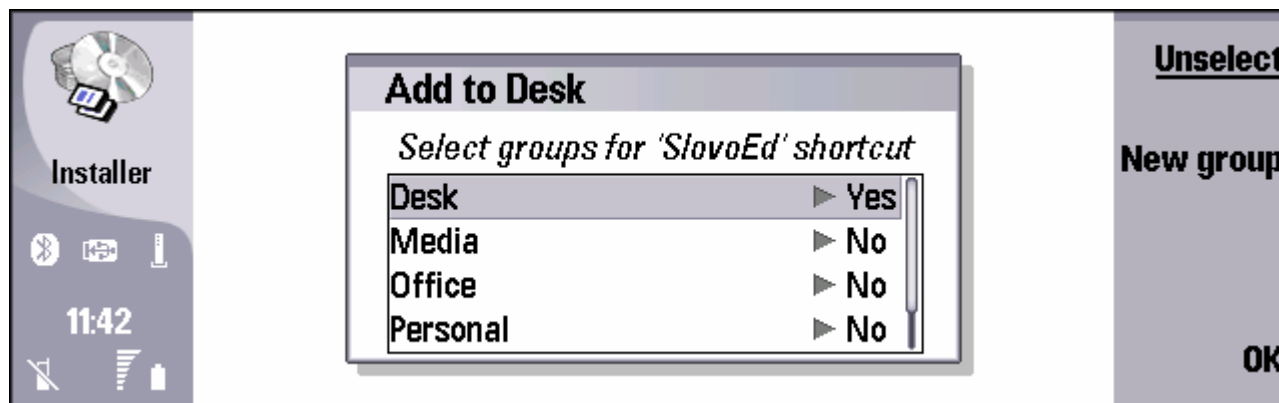 Installer
11:42
Add to Desk
Select groups for 'SlovoEd' shortcut
Desk Yes
Media No
Office No
Personal No
Unselect
New group
OK